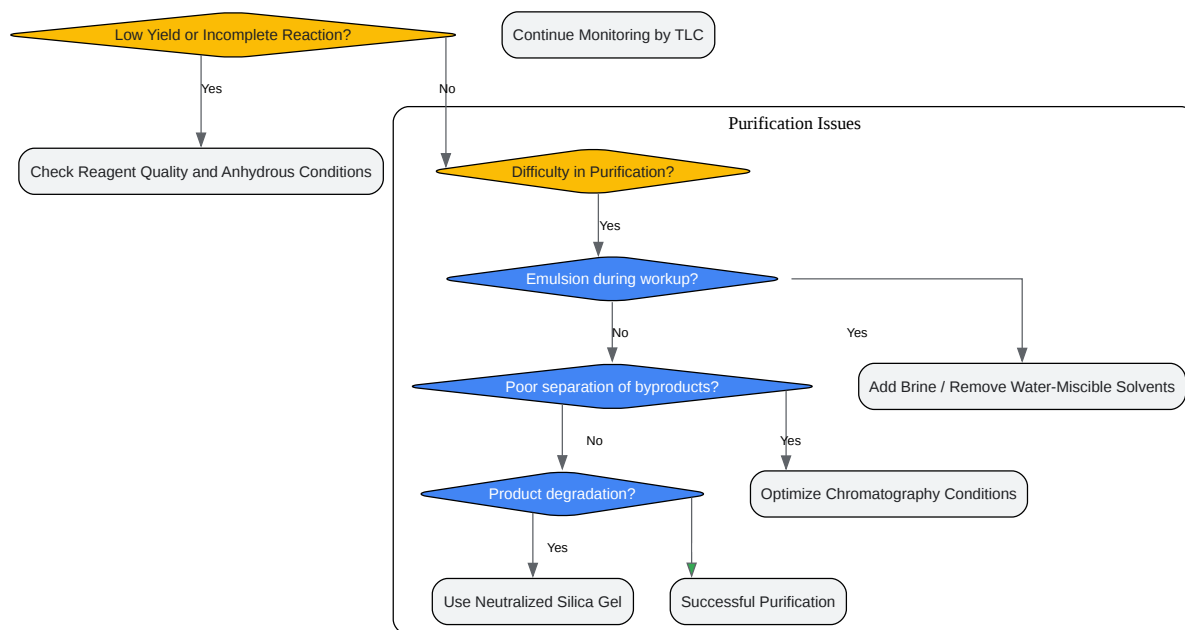 Low Yield or Incomplete Reaction?
Continue Monitoring by TLC
Yes
No
Purification Issues
Check Reagent Quality and Anhydrous Conditions
Difficulty in Purification?
Yes
Emulsion during workup?
No
Yes
Poor separation of byproducts?
Add Brine / Remove Water-Miscible Solvents
No
Yes
Product degradation?
Optimize Chromatography Conditions
Yes
Use Neutralized Silica Gel
Successful Purification